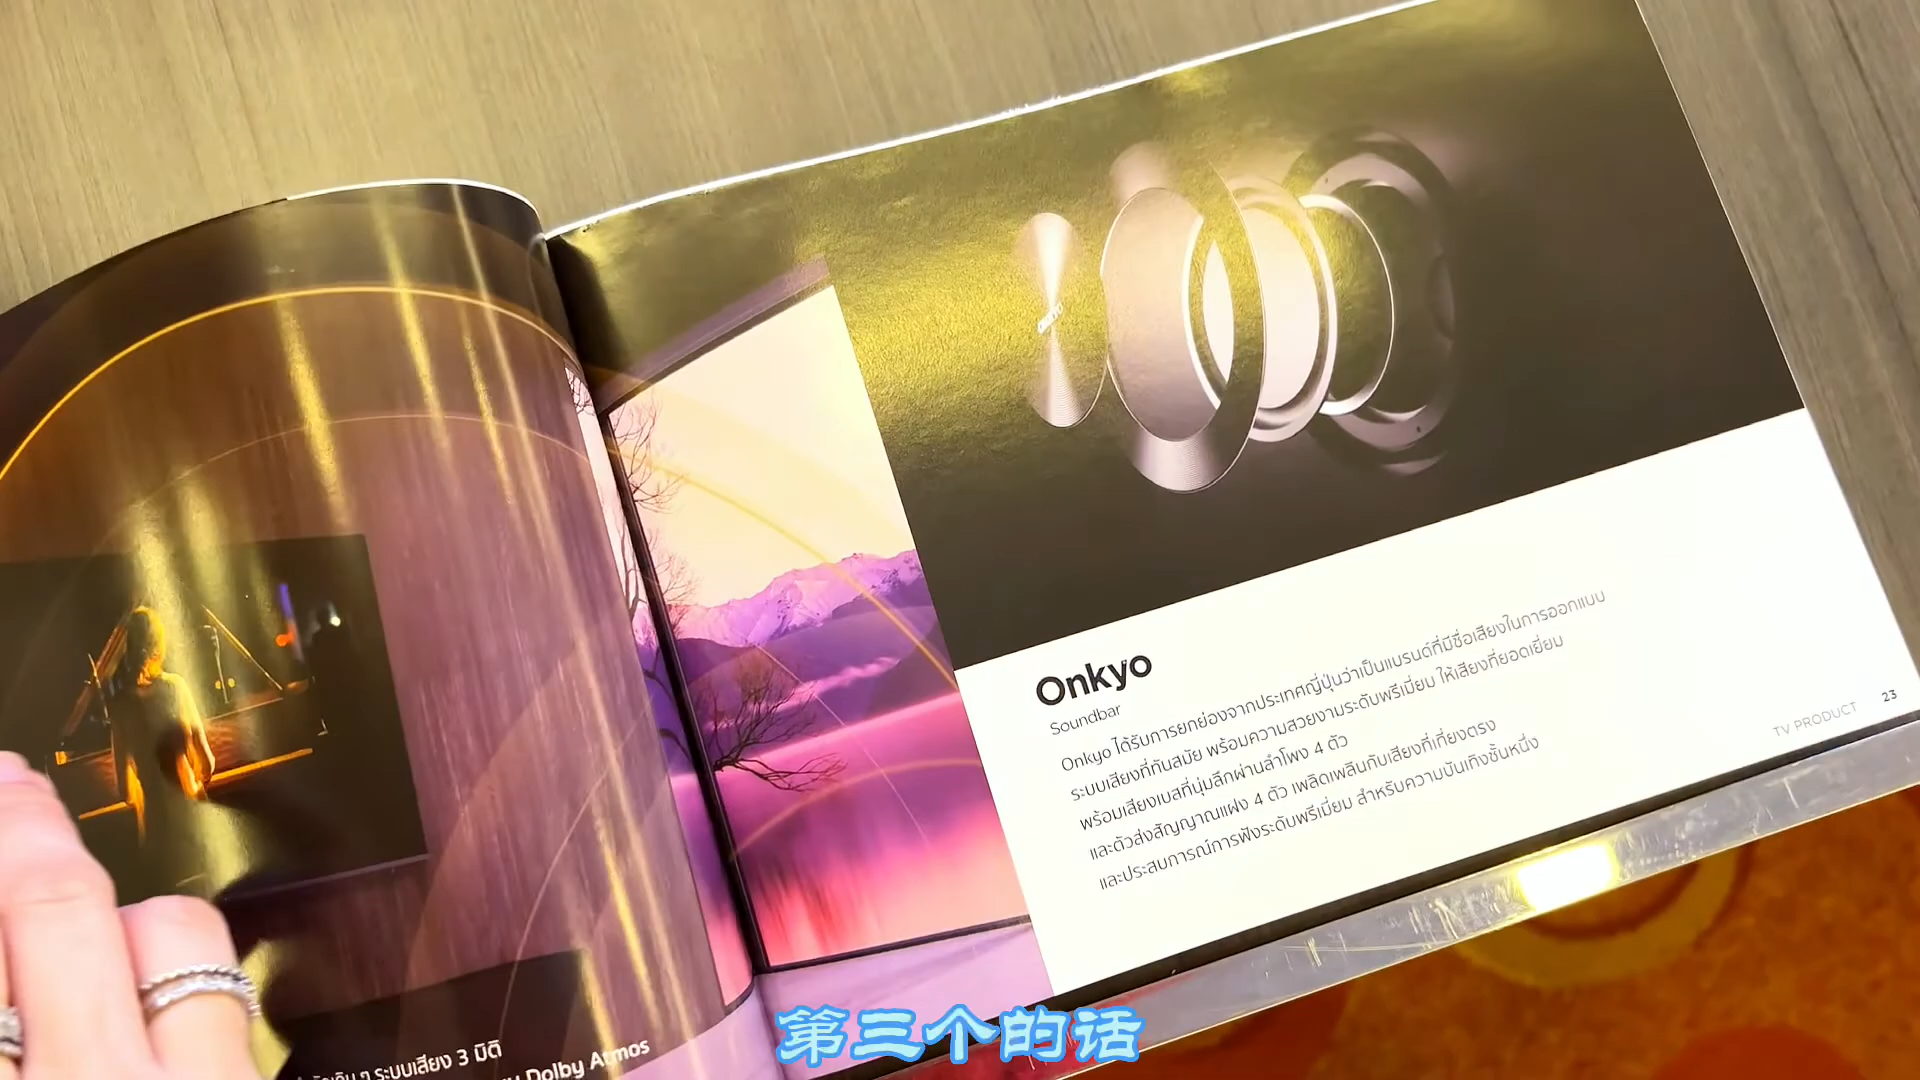 ระบบเสียง 3 มิติ
Dolby Atmos
ONKYO
Onkyo
Soundbar
Onkyo ได้รับการยกย่องจากประเทศญี่ปุ่นว่าเป็นแบรนด์ที่มีชื่อเสียงในการออกแบบ
ระบบเสียงที่ทันสมัย พร้อมความสวยงามระดับพรีเมี่ยม ให้เสียงที่ยอดเยี่ยม
พร้อมเสียงเบสที่นุ่มลึกผ่านลำโพง 4 ตัว
และตัวส่งสัญญาณแฝง 4 ตัว เพลิดเพลินกับเสียงที่เที่ยงตรง
และประสบการณ์การฟังระดับพรีเมี่ยม สำหรับความบันเทิงชั้นหนึ่ง
TV PRODUCT 23
第三个的话